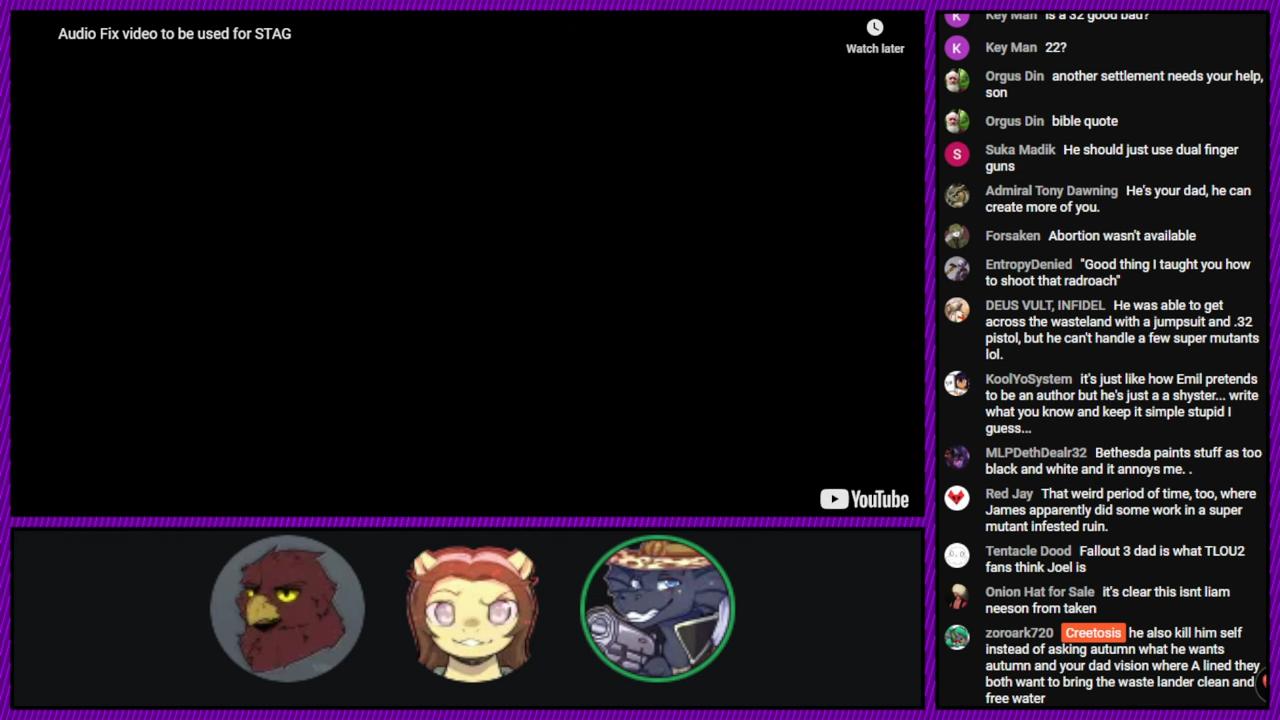 Audio Fix video to be used for STAG
Watch later
YouTube
Key Man is a 32 good bad?
K
Key Man 22?
Orgus Din another settlement needs your help,
son
Orgus Din bible quote
S
Suka Madik He should just use dual finger
guns
Admiral Tony Dawning He's your dad, he can
create more of you.
Forsaken Abortion wasn't available
EntropyDenied "Good thing I taught you how
to shoot that radroach"
DEUS VULT, INFIDEL He was able to get
across the wasteland with a jumpsuit and .32
pistol, but he can't handle a few super mutants
lol.
KoolYoSystem it's just like how Emil pretends
to be an author but he's just a a shyster... write
what you know and keep it simple stupid I
guess...
MLPDethDealr32 Bethesda paints stuff as too
black and white and it annoys me. .
Red Jay That weird period of time, too, where
James apparently did some work in a super
mutant infested ruin.
Tentacle Dood Fallout 3 dad is what TLOU2
fans think Joel is
Onion Hat for Sale it's clear this isnt liam
neeson from taken
zoroark720 Creetosis he also kill him self
instead of asking autumn what he wants
autumn and your dad vision where A lined they
both want to bring the waste lander clean and
free water